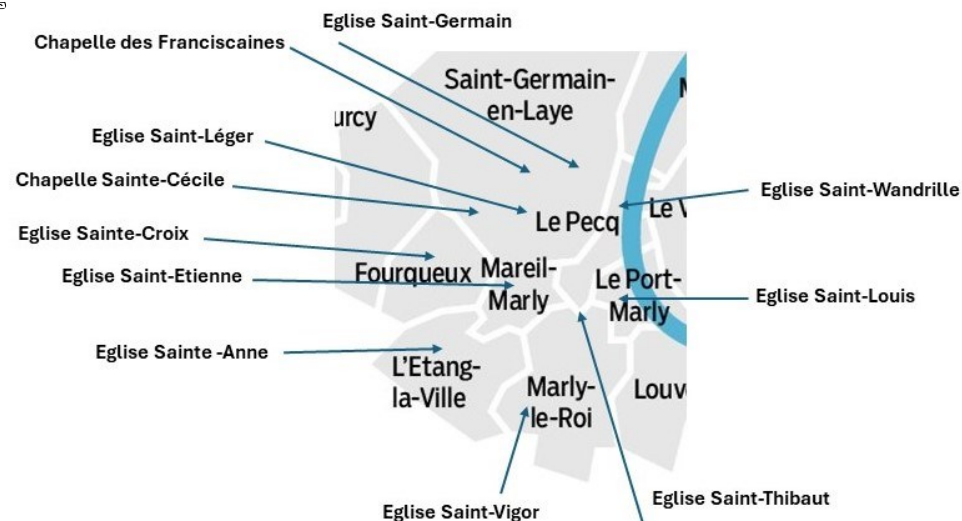 Eglise Saint-Germain
Chapelle des Franciscaines
Saint-Germain-
en-Laye
urcy
Eglise Saint-Léger
Chapelle Sainte-Cécile
Eglise Saint-Wandrille
Le Pecq
Le V
Eglise Sainte-Croix
Eglise Saint-Etienne
Fourqueux
Mareil-
Marly
Le Port-
Marly
Eglise Saint-Louis
Eglise Sainte -Anne
L'Etang-
la-Ville
Marly-
le-Roi
Louv
Eglise Saint-Thibaut
Eglise Saint-Vigor